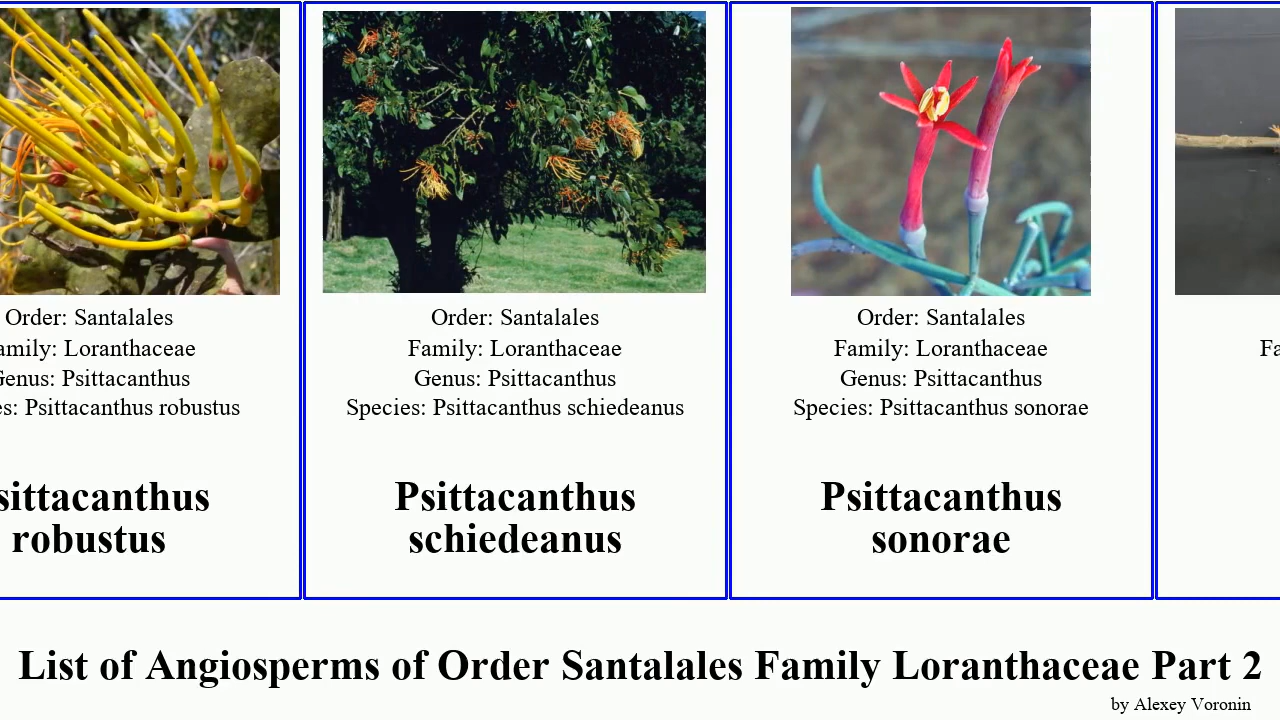 Order: Santalales
amily: Loranthaceae
Genus: Psittacanthus
es: Psittacanthus robustus
sittacanthus
robustus
Order: Santalales
Family: Loranthaceae
Genus: Psittacanthus
Species: Psittacanthus schiedeanus
Psittacanthus
schiedeanus
Order: Santalales
Family: Loranthaceae
Genus: Psittacanthus
Species: Psittacanthus sonorae
Psittacanthus
sonorae
Fa
List of Angiosperms of Order Santalales Family Loranthaceae Part 2
by Alexey Voronin